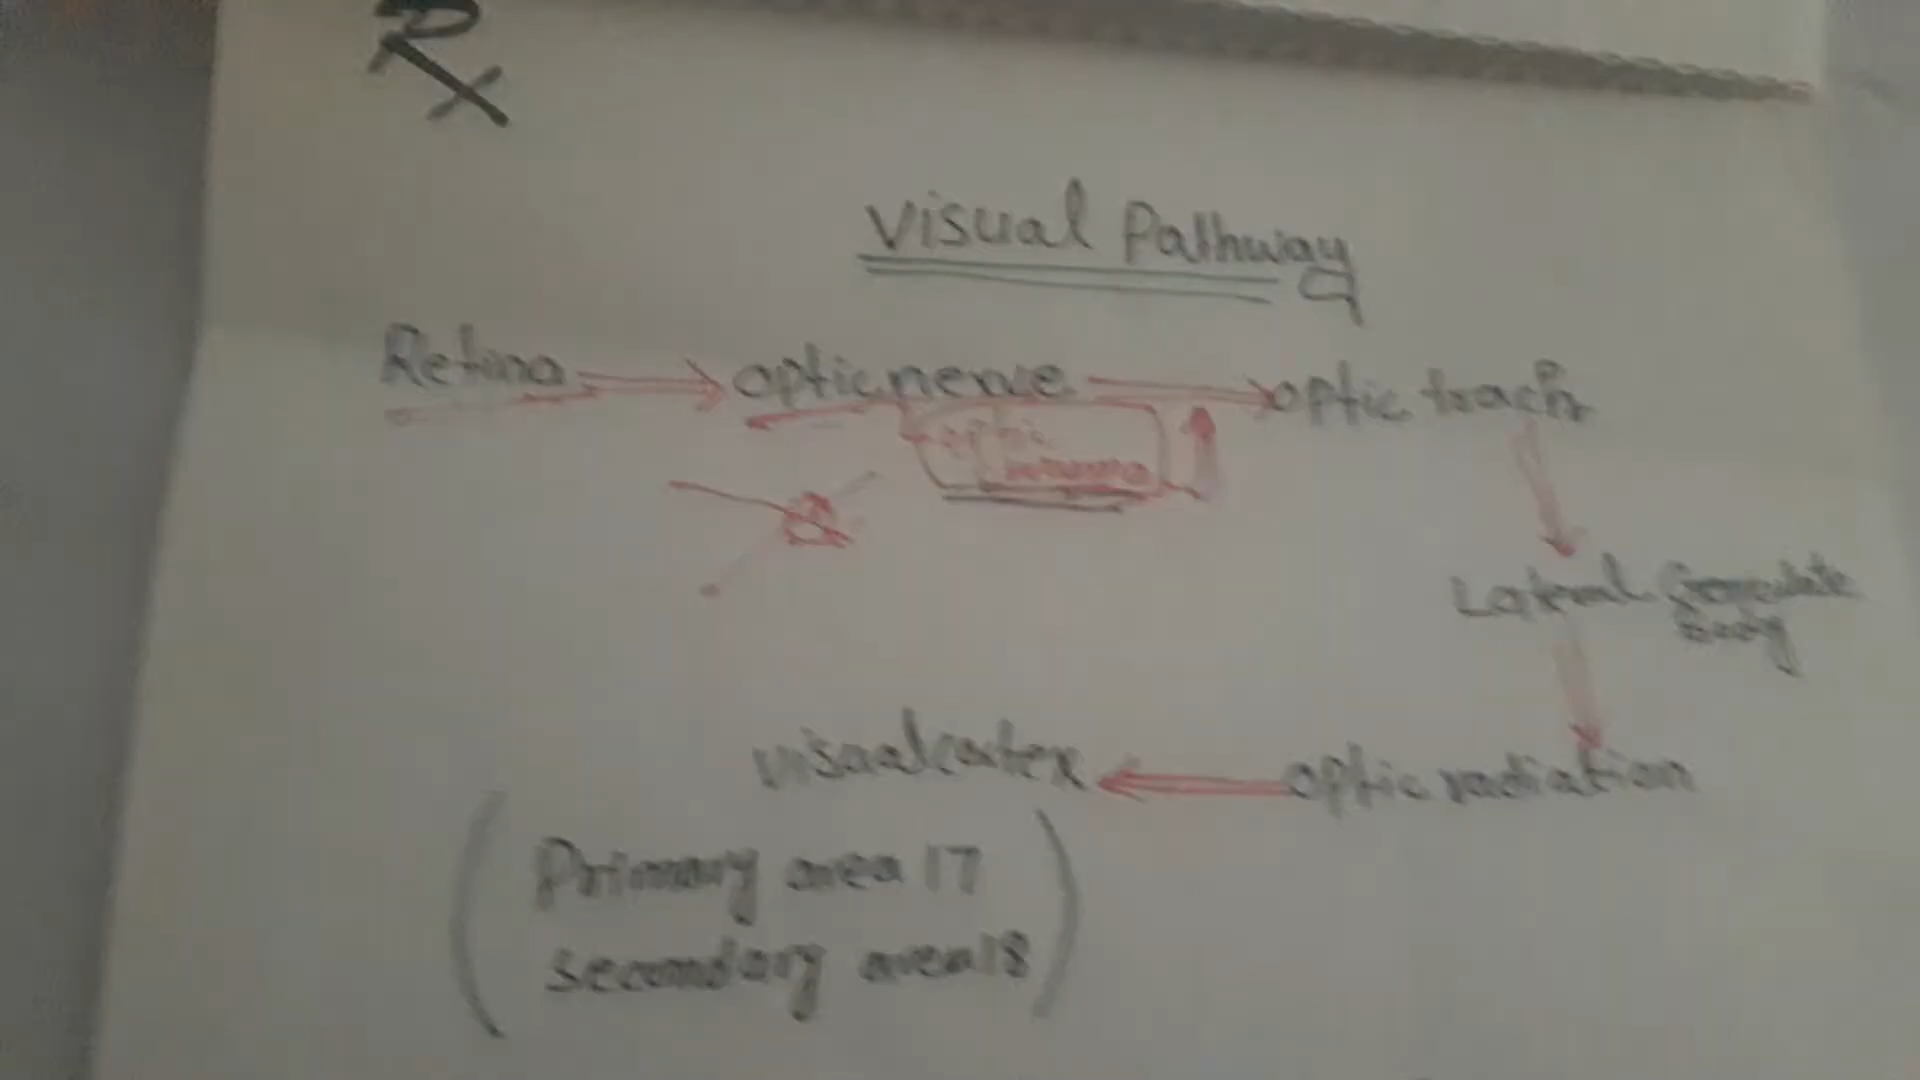 Rx
Visual Pathway
Retina optic nerve optic tract
optic
Lateral Geniculate
Body
visual cortex optic radiation
Primary area 17
secondary area 18